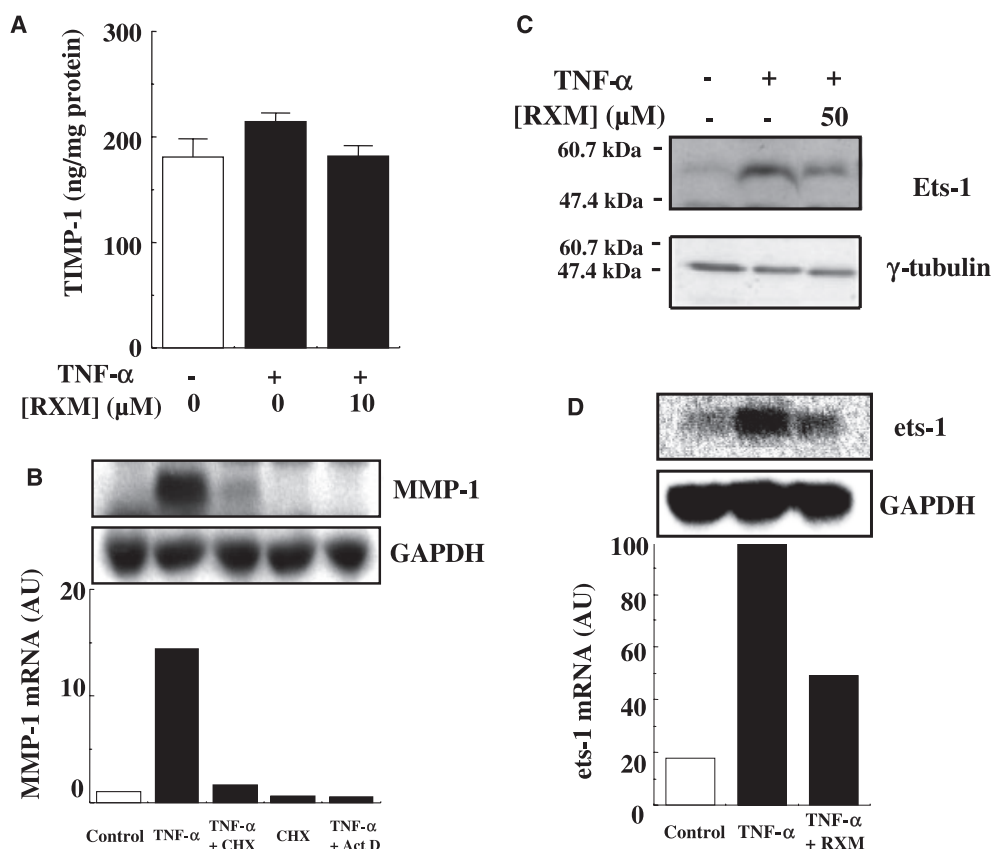 A
TIMP-1 (ng/mg protein)
300
200
100
0
TNF-α - + +
[RXM] (μM) 0 0 10
B
MMP-1
GAPDH
MMP-1 mRNA (AU)
20
10
0
Control TNF-α TNF-α + CHX CHX TNF-α + Act D
C
TNF-α - + +
[RXM] (μM) - - 50
60.7 kDa -
47.4 kDa -
Ets-1
60.7 kDa -
47.4 kDa -
γ-tubulin
D
ets-1
GAPDH
ets-1 mRNA (AU)
100
80
60
40
20
0
Control TNF-α TNF-α + RXM